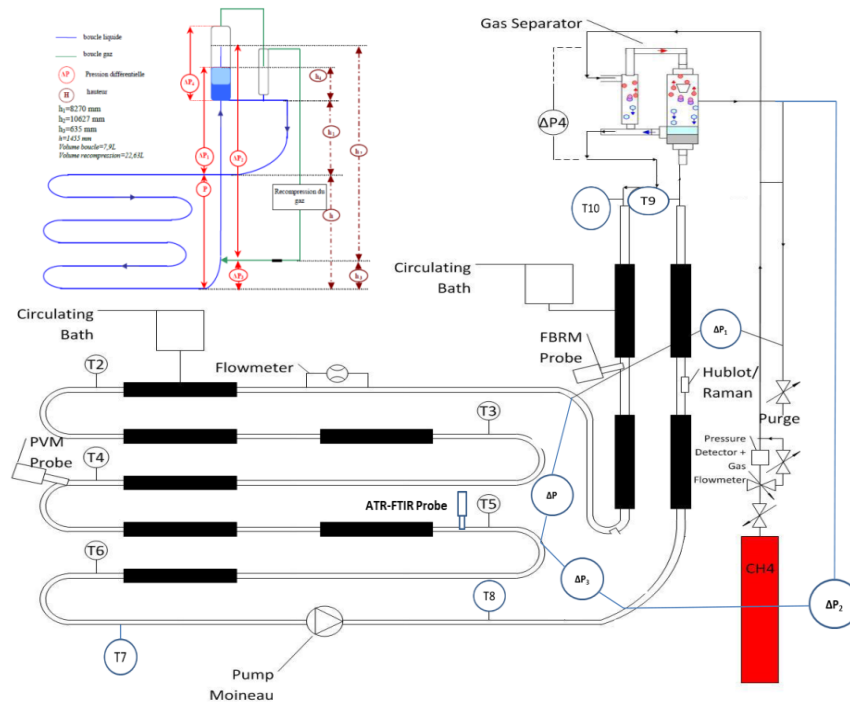 boucle liquide
boucle gaz
ΔP Pression différentielle
H hauteur
h₁=8270 mm
h₂=10627 mm
h₃=635 mm
h=1455 mm
Volume boucle=7,9L
Volume recompression=22,63L
Recompression du
gaz
P
h
Gas Separator
ΔP4
T10
T9
Circulating
Bath
Circulating
Bath
FBRM
Probe
ΔP₁
Flowmeter
T2
Hublot/
Raman
Purge
T3
PVM
Probe
T4
Pressure
Detector +
Gas
Flowmeter
ΔP
ATR-FTIR Probe
T5
T6
ΔP₃
CH4
T8
ΔP₂
T7
Pump
Moineau